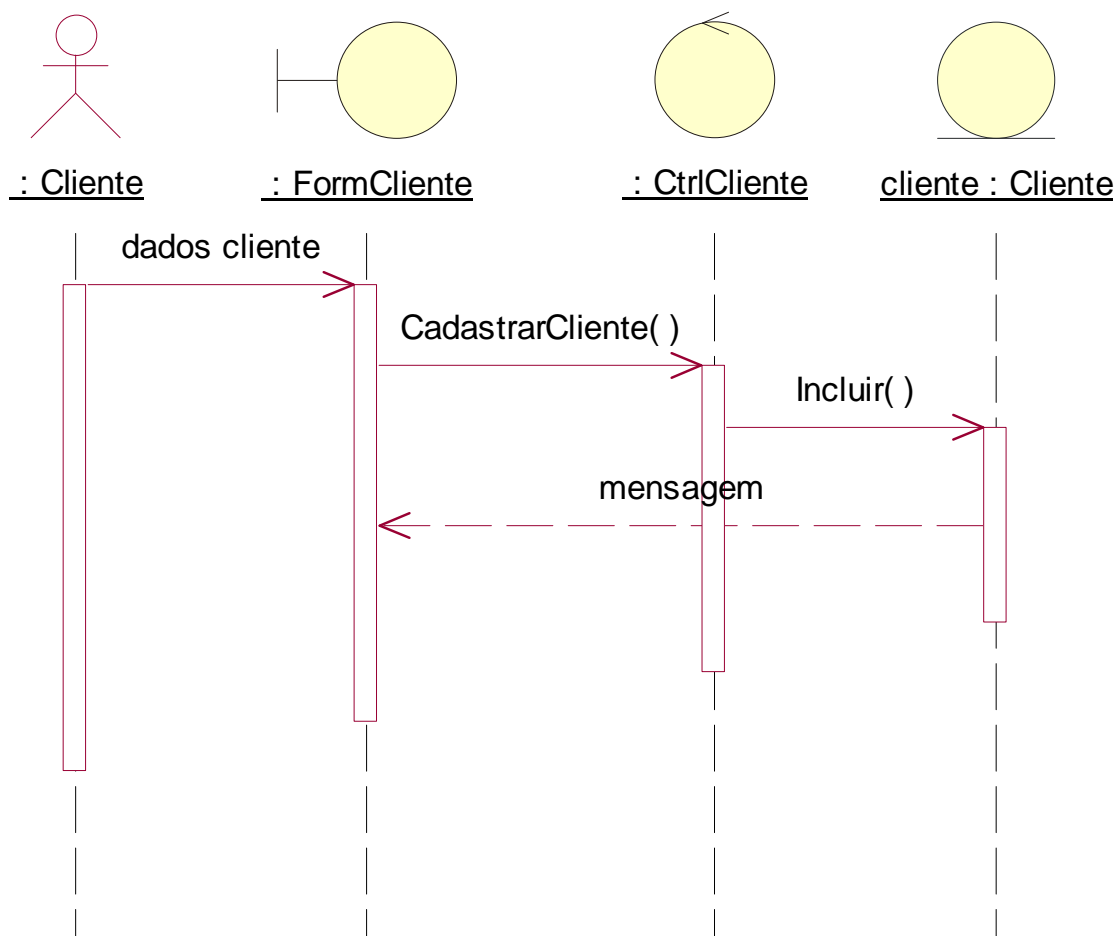 : Cliente
: FormCliente
: CtrlCliente
cliente : Cliente
dados cliente
CadastrarCliente( )
Incluir( )
mensagem